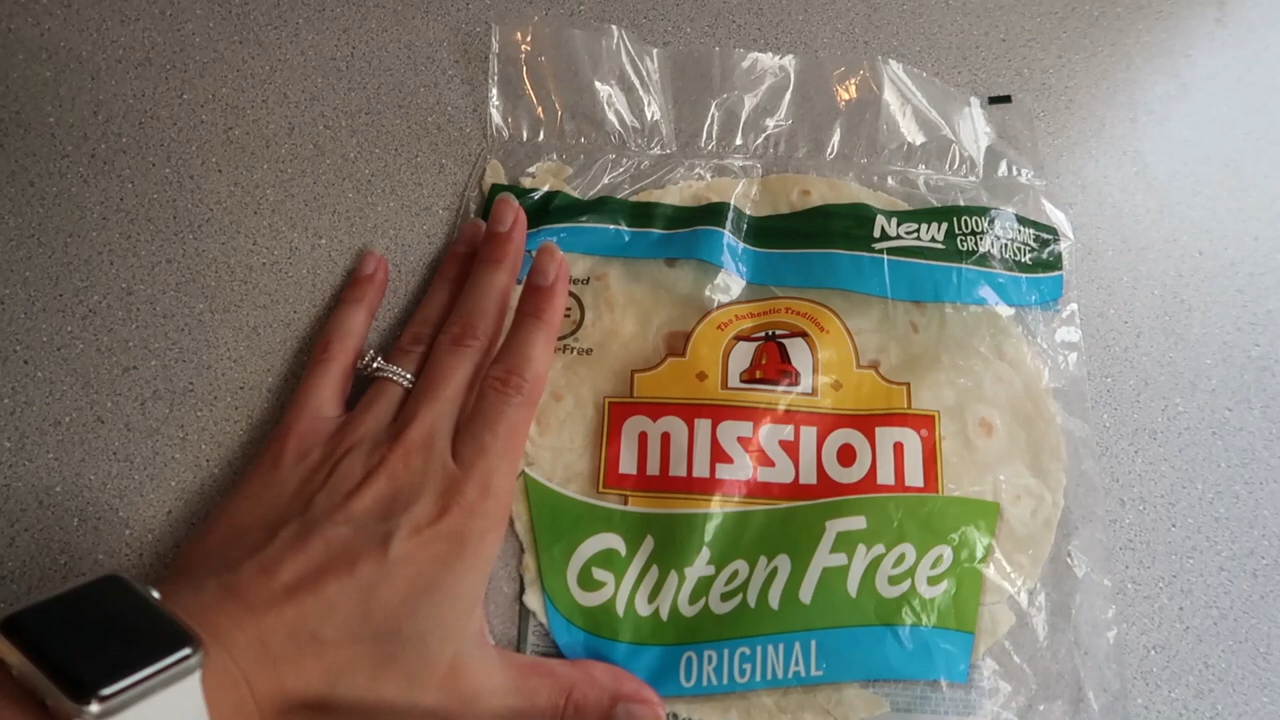 New LOOK & SAME
GREAT TASTE
The Authentic Tradition®
MISSION®
Gluten Free
ORIGINAL